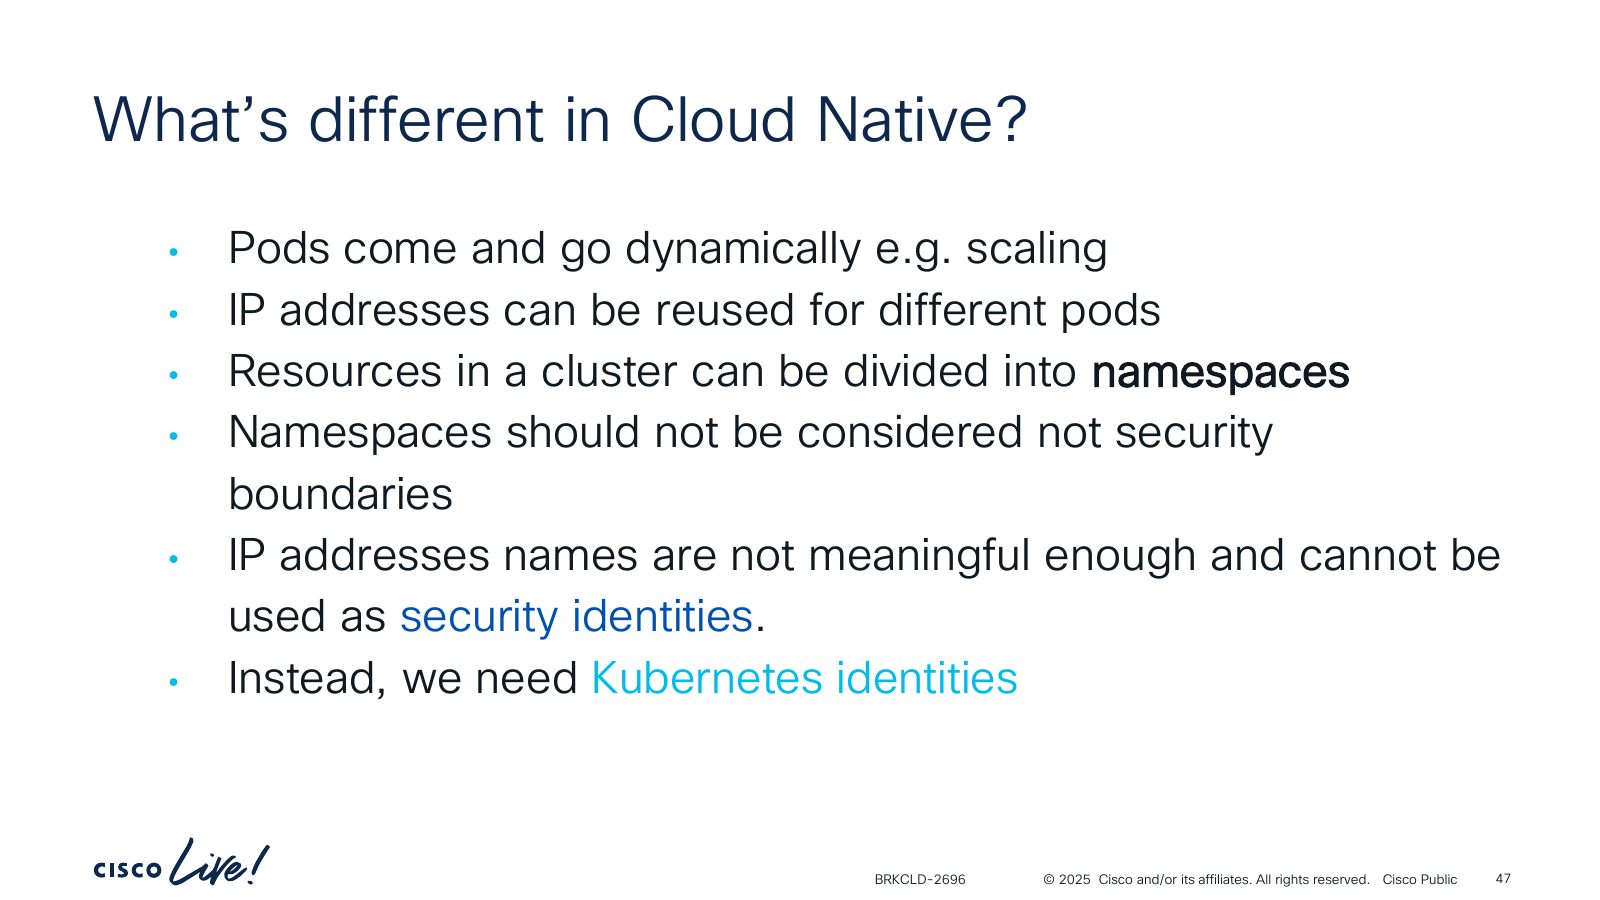 What’s different in Cloud Native?
• Pods come and go dynamically e.g. scaling
• IP addresses can be reused for different pods
• Resources in a cluster can be divided into namespaces
• Namespaces should not be considered not security
boundaries
• IP addresses names are not meaningful enough and cannot be
used as security identities.
• Instead, we need Kubernetes identities
CISCO Live!
BRKCLD-2696 © 2025 Cisco and/or its affiliates. All rights reserved. Cisco Public 47